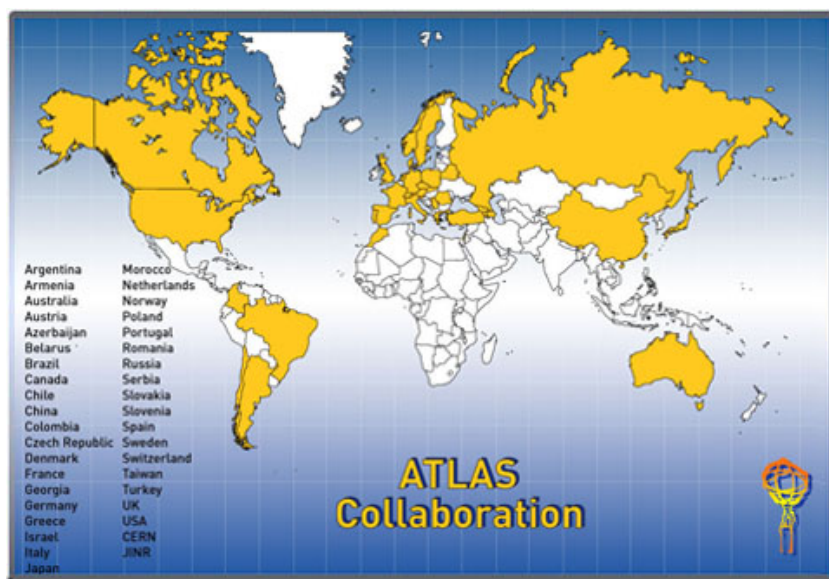 Argentina
Armenia
Australia
Austria
Azerbaijan
Belarus
Brazil
Canada
Chile
China
Colombia
Czech Republic
Denmark
France
Georgia
Germany
Greece
Israel
Italy
Japan
Morocco
Netherlands
Norway
Poland
Portugal
Romania
Russia
Serbia
Slovakia
Slovenia
Spain
Sweden
Switzerland
Taiwan
Turkey
UK
USA
CERN
JINR
ATLAS
Collaboration